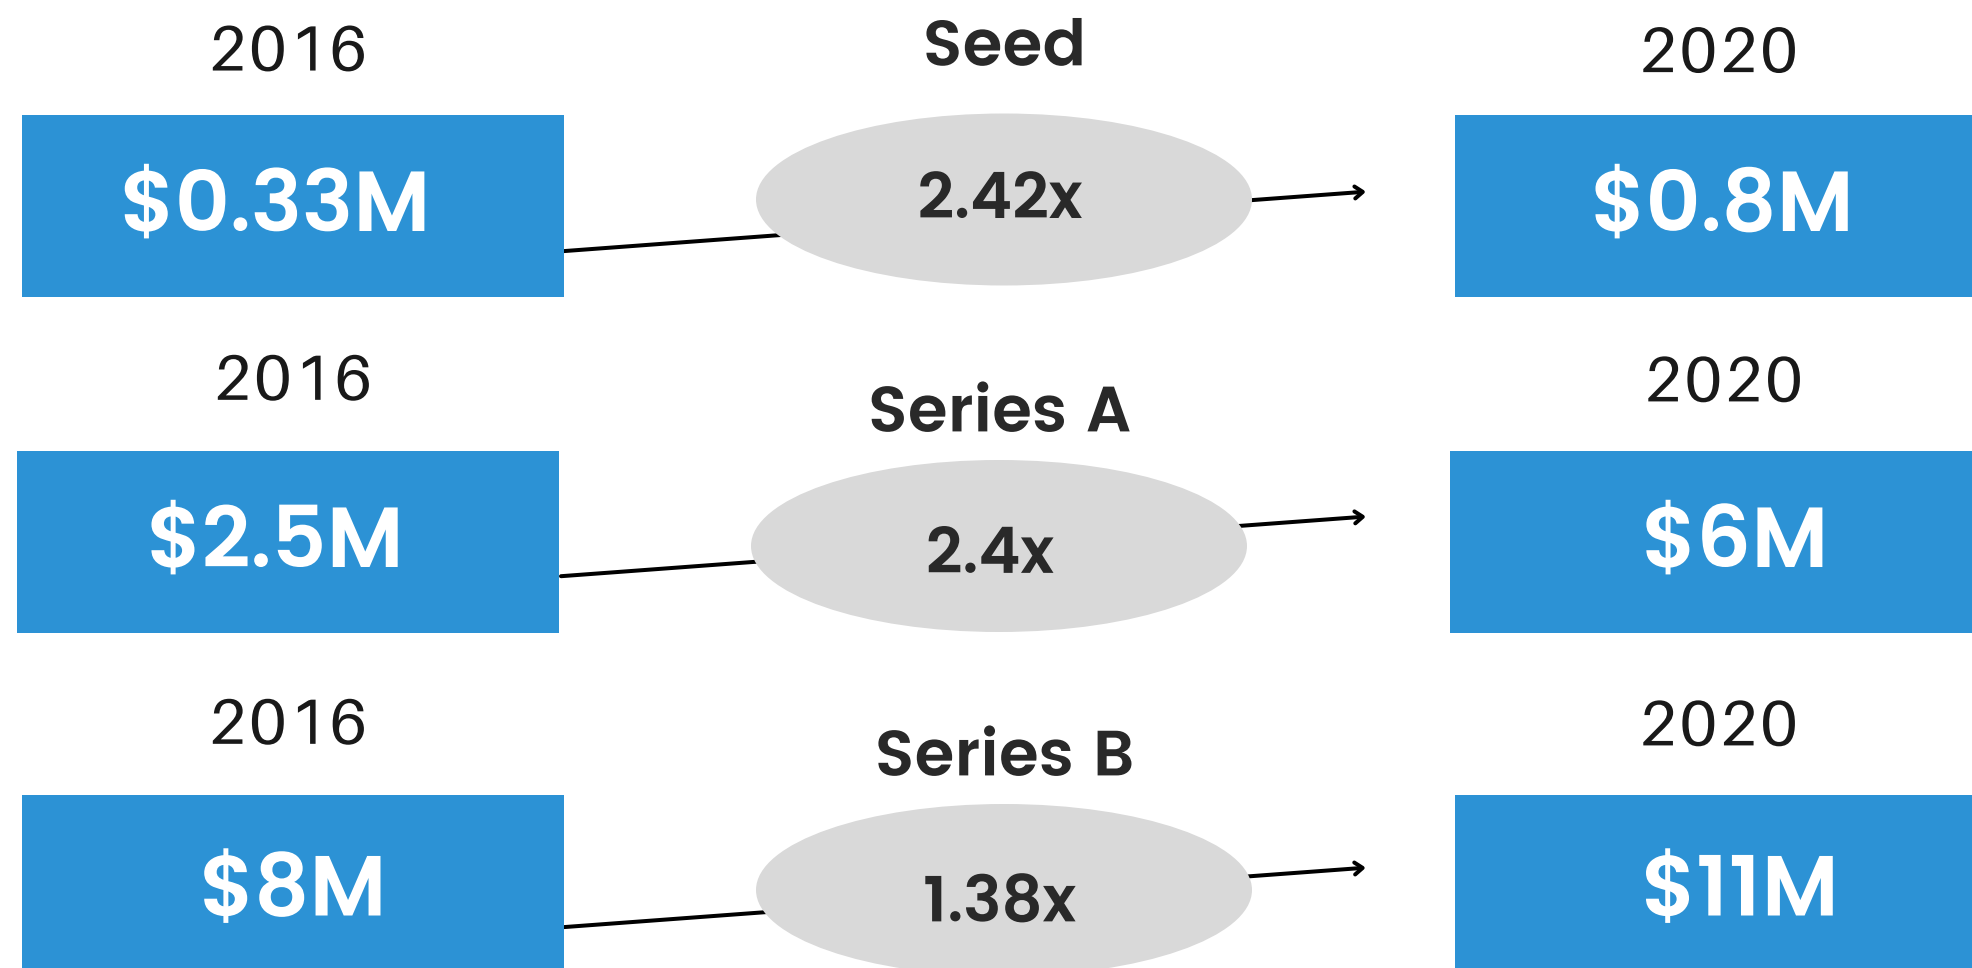 2016
Seed
2020
$0.33M
2.42x
$0.8M
2016
Series A
2020
$2.5M
2.4x
$6M
2016
Series B
2020
$8M
1.38x
$11M